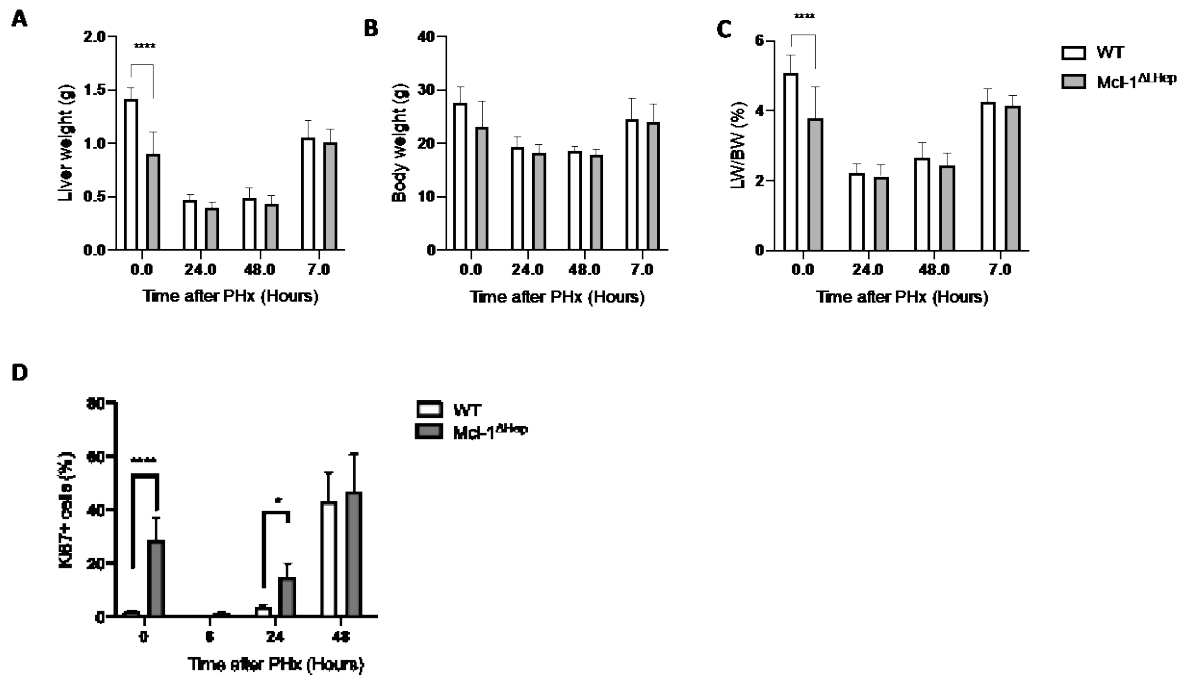 A
B
C
****
****
2.0
1.5
1.0
0.5
0.0
Liver weight (g)
0.0 24.0 48.0 7.0
Time after PHx (Hours)
40
30
20
10
0
Body weight (g)
0.0 24.0 48.0 7.0
Time after PHx (Hours)
6
4
2
0
LW/BW (%)
0.0 24.0 48.0 7.0
Time after PHx (Hours)
WT
Mcl-1ΔLHep
D
80
60
40
20
0
Ki67+ cells (%)
****
*
0 6 24 48
Time after PHx (Hours)
WT
Mcl-1ΔHep